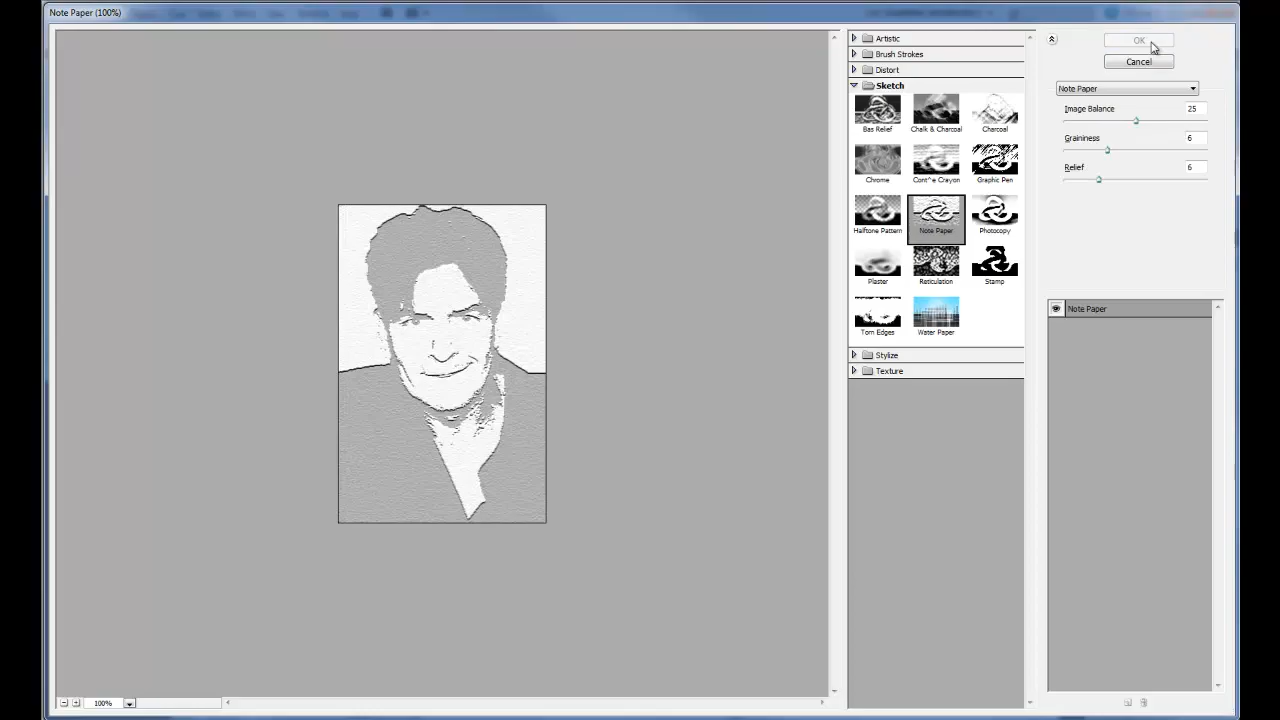 Note Paper (100%)
Artistic
Brush Strokes
Distort
Sketch
Bas Relief
Chalk & Charcoal
Charcoal
Chrome
Cont^e Crayon
Graphic Pen
Halftone Pattern
Note Paper
Photocopy
Plaster
Reticulation
Stamp
Torn Edges
Water Paper
Stylize
Texture
OK
Cancel
Note Paper
Image Balance 25
Graininess 6
Relief 6
Note Paper
100%